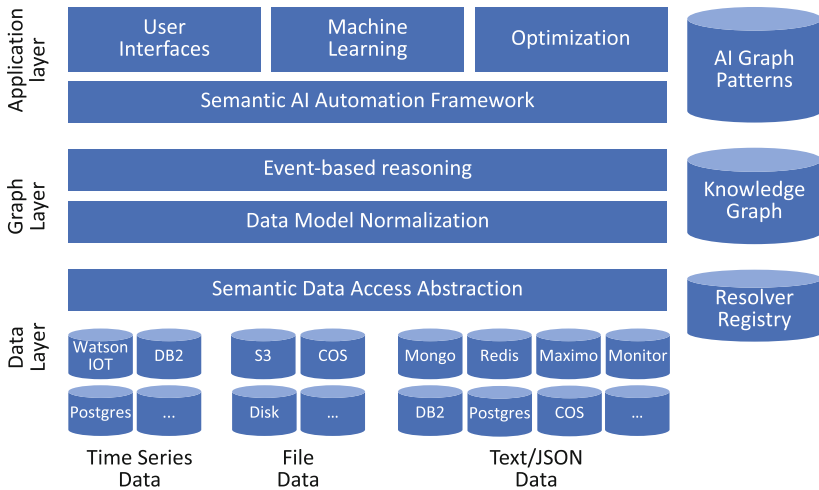 Application
layer
User
Interfaces
Machine
Learning
Optimization
AI Graph
Patterns
Semantic AI Automation Framework
Graph
Layer
Event-based reasoning
Knowledge
Graph
Data Model Normalization
Data
Layer
Semantic Data Access Abstraction
Resolver
Registry
Watson
IOT
DB2
S3
COS
Mongo
Redis
Maximo
Monitor
Postgres
...
Disk
...
DB2
Postgres
COS
...
Time Series
Data
File
Data
Text/JSON
Data